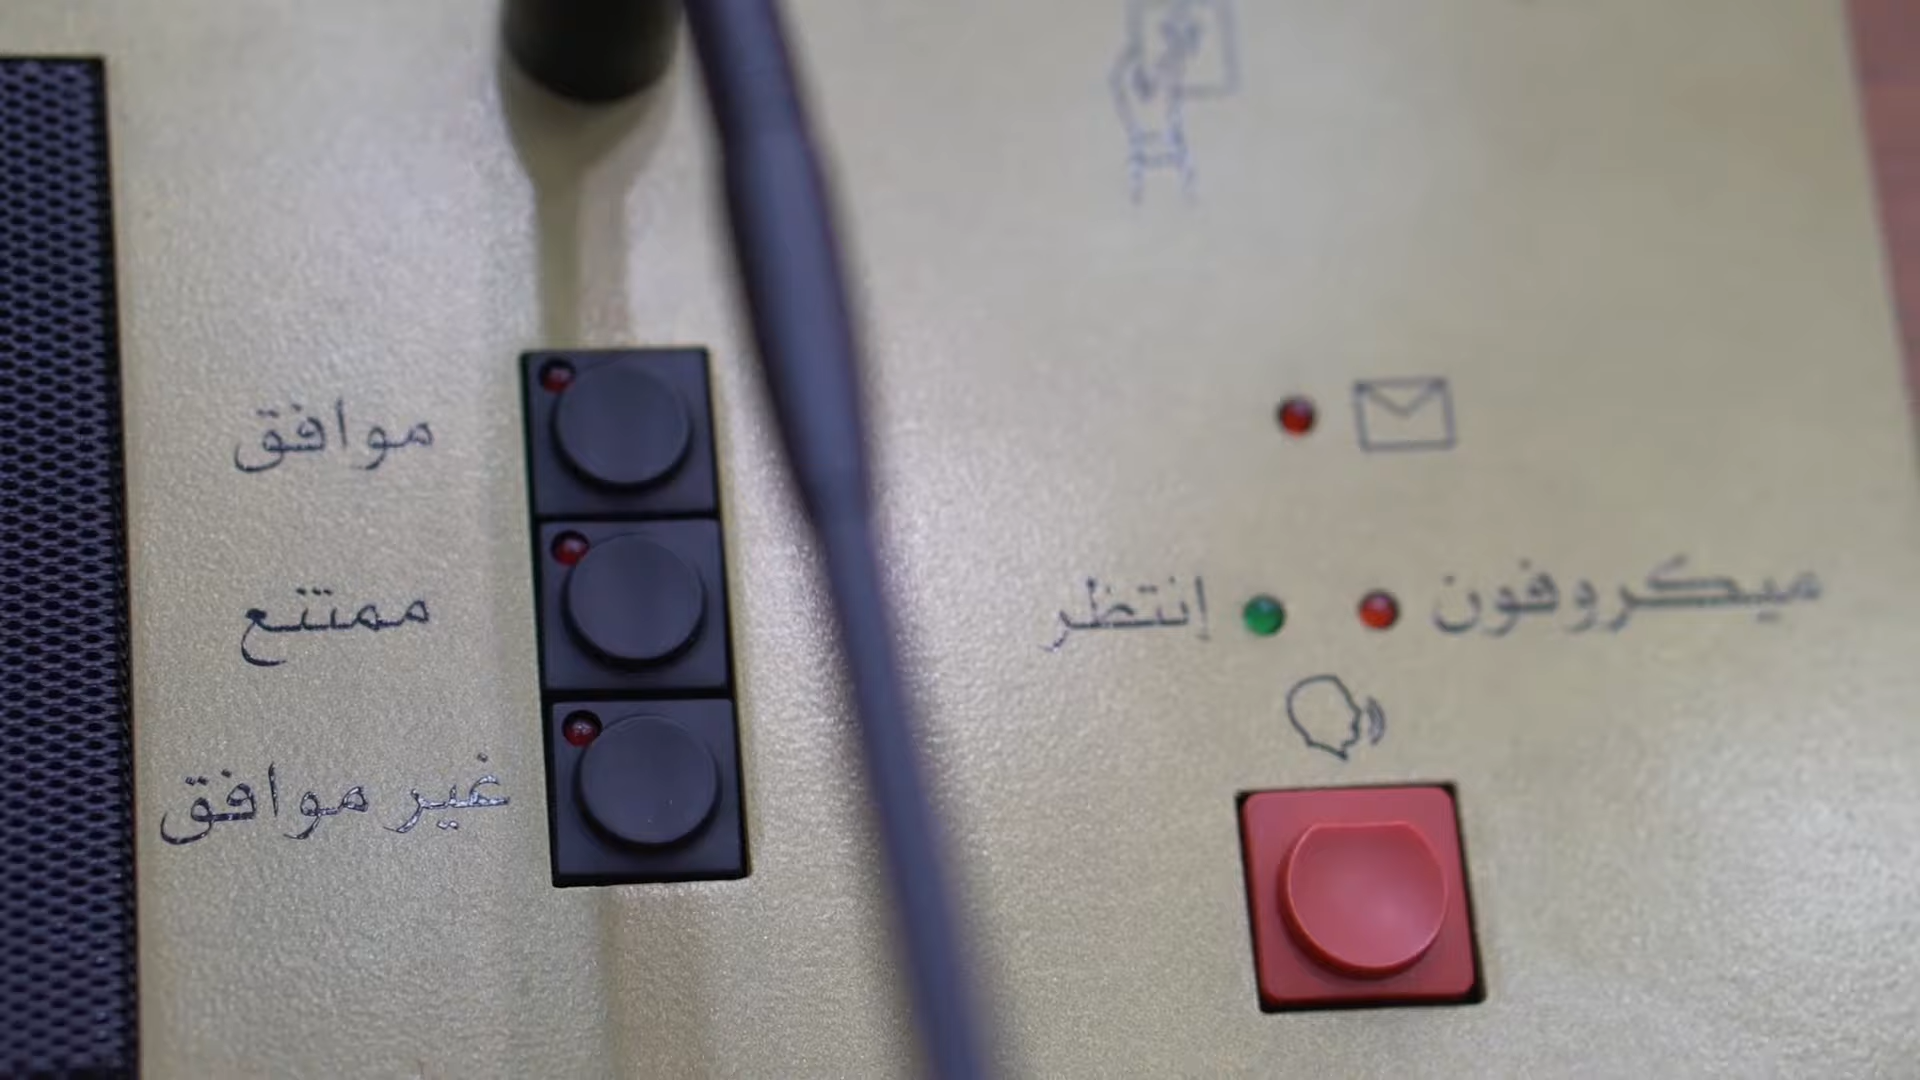 موافق
ممتنع
غير موافق
ميكروفون
إنتظر